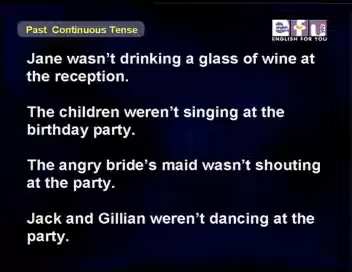 Past Continuous Tense
efu
ENGLISH FOR YOU
Jane wasn't drinking a glass of wine at
the reception.
The children weren't singing at the
birthday party.
The angry bride's maid wasn't shouting
at the party.
Jack and Gillian weren't dancing at the
party.